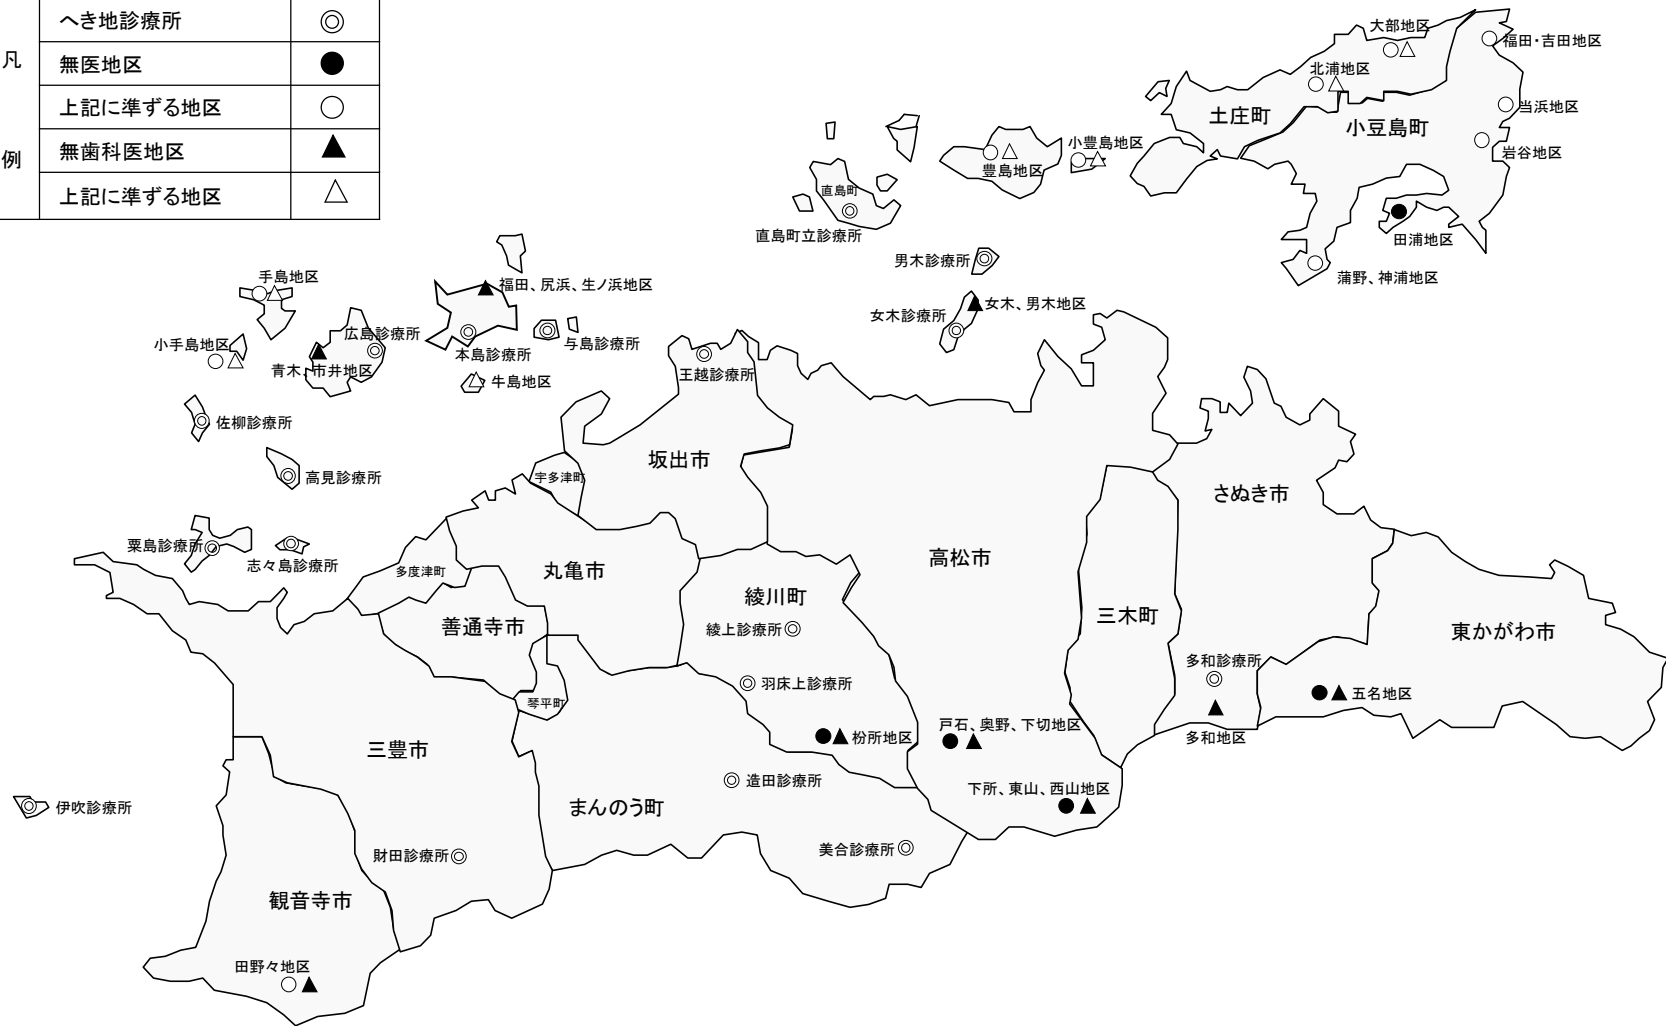 へき地診療所
凡
無医地区
上記に準ずる地区
例
無歯科医地区
上記に準ずる地区
大部地区
福田・吉田地区
北浦地区
土庄町
小豆島町
当浜地区
岩谷地区
小豊島地区
豊島地区
直島町
直島町立診療所
田浦地区
蒲野、神浦地区
男木診療所
女木、男木地区
女木診療所
手島地区
福田、尻浜、生ノ浜地区
小手島地区
広島診療所
青木、市井地区
本島診療所
与島診療所
牛島地区
王越診療所
佐柳診療所
高見診療所
宇多津町
坂出市
さぬき市
粟島診療所
志々島診療所
多度津町
丸亀市
高松市
綾川町
善通寺市
綾上診療所
三木町
東かがわ市
多和診療所
羽床上診療所
五名地区
琴平町
戸石、奥野、下切地区
枌所地区
多和地区
三豊市
造田診療所
下所、東山、西山地区
伊吹診療所
まんのう町
財田診療所
美合診療所
観音寺市
田野々地区